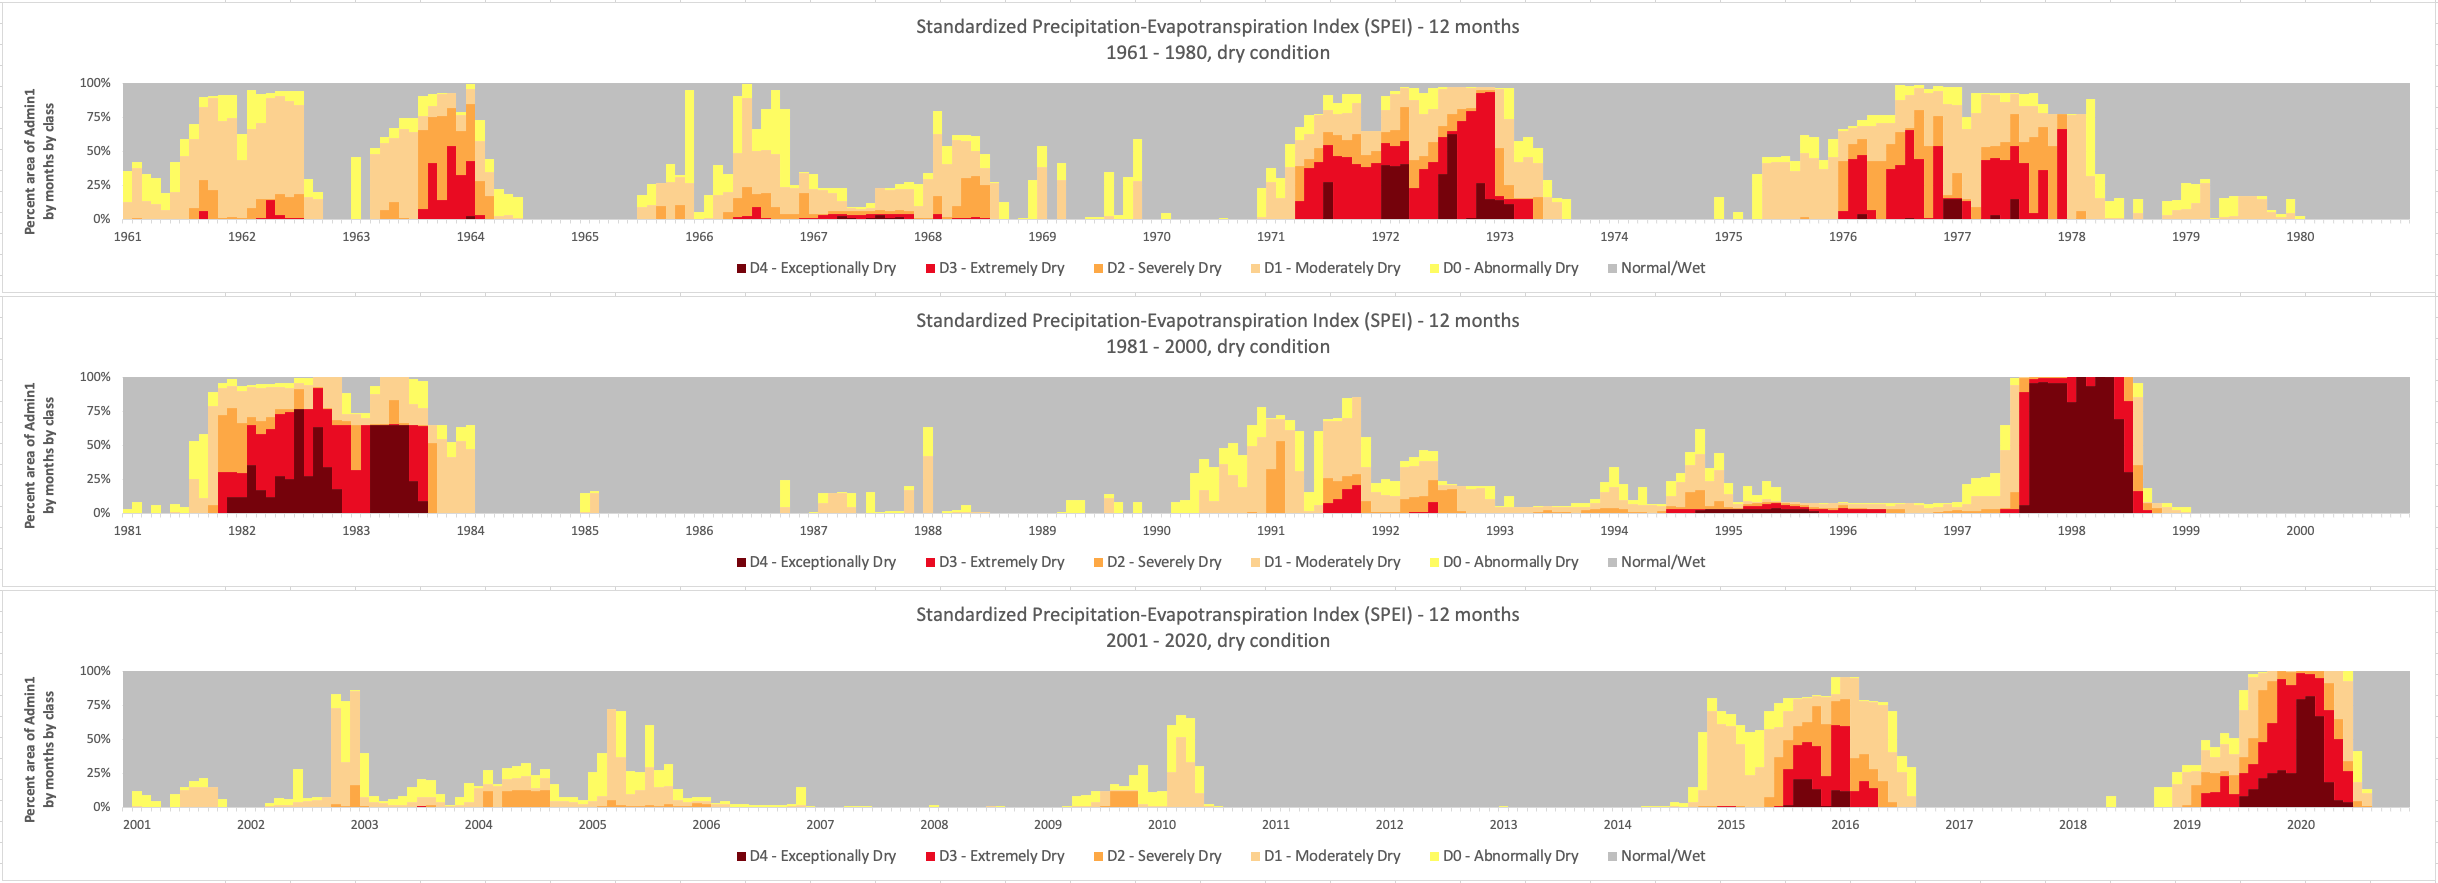 Standardized Precipitation-Evapotranspiration Index (SPEI) - 12 months
1961 - 1980, dry condition
Percent area of Admin1
by months by class
100%
75%
50%
25%
0%
1961 1962 1963 1964 1965 1966 1967 1968 1969 1970 1971 1972 1973 1974 1975 1976 1977 1978 1979 1980
D4 - Exceptionally Dry D3 - Extremely Dry D2 - Severely Dry D1 - Moderately Dry D0 - Abnormally Dry Normal/Wet
Standardized Precipitation-Evapotranspiration Index (SPEI) - 12 months
1981 - 2000, dry condition
Percent area of Admin1
by months by class
100%
75%
50%
25%
0%
1981 1982 1983 1984 1985 1986 1987 1988 1989 1990 1991 1992 1993 1994 1995 1996 1997 1998 1999 2000
D4 - Exceptionally Dry D3 - Extremely Dry D2 - Severely Dry D1 - Moderately Dry D0 - Abnormally Dry Normal/Wet
Standardized Precipitation-Evapotranspiration Index (SPEI) - 12 months
2001 - 2020, dry condition
Percent area of Admin1
by months by class
100%
75%
50%
25%
0%
2001 2002 2003 2004 2005 2006 2007 2008 2009 2010 2011 2012 2013 2014 2015 2016 2017 2018 2019 2020
D4 - Exceptionally Dry D3 - Extremely Dry D2 - Severely Dry D1 - Moderately Dry D0 - Abnormally Dry Normal/Wet